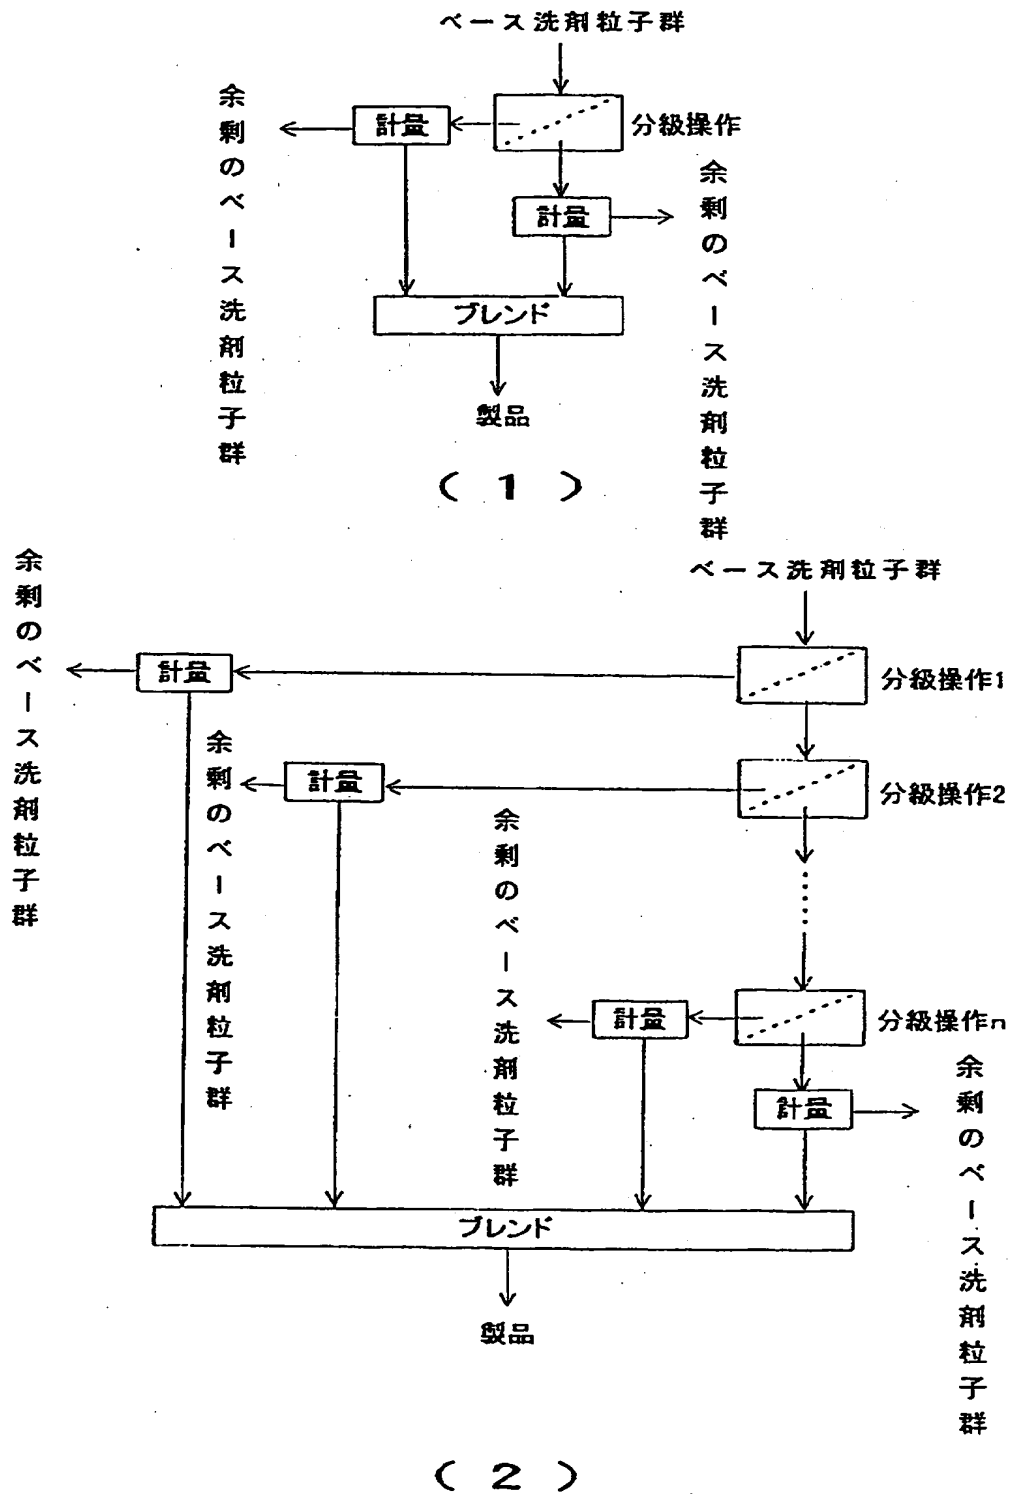 ベース洗剤粒子群
余剰のベース洗剤粒子群
計量
分級操作
余剰のベース洗剤粒子群
計量
ブレンド
製品
( 1 )
余剰のベース洗剤粒子群
ベース洗剤粒子群
計量
分級操作1
余剰のベース洗剤粒子群
計量
分級操作2
余剰のベース洗剤粒子群
計量
分級操作n
余剰のベース洗剤粒子群
計量
ブレンド
製品
( 2 )